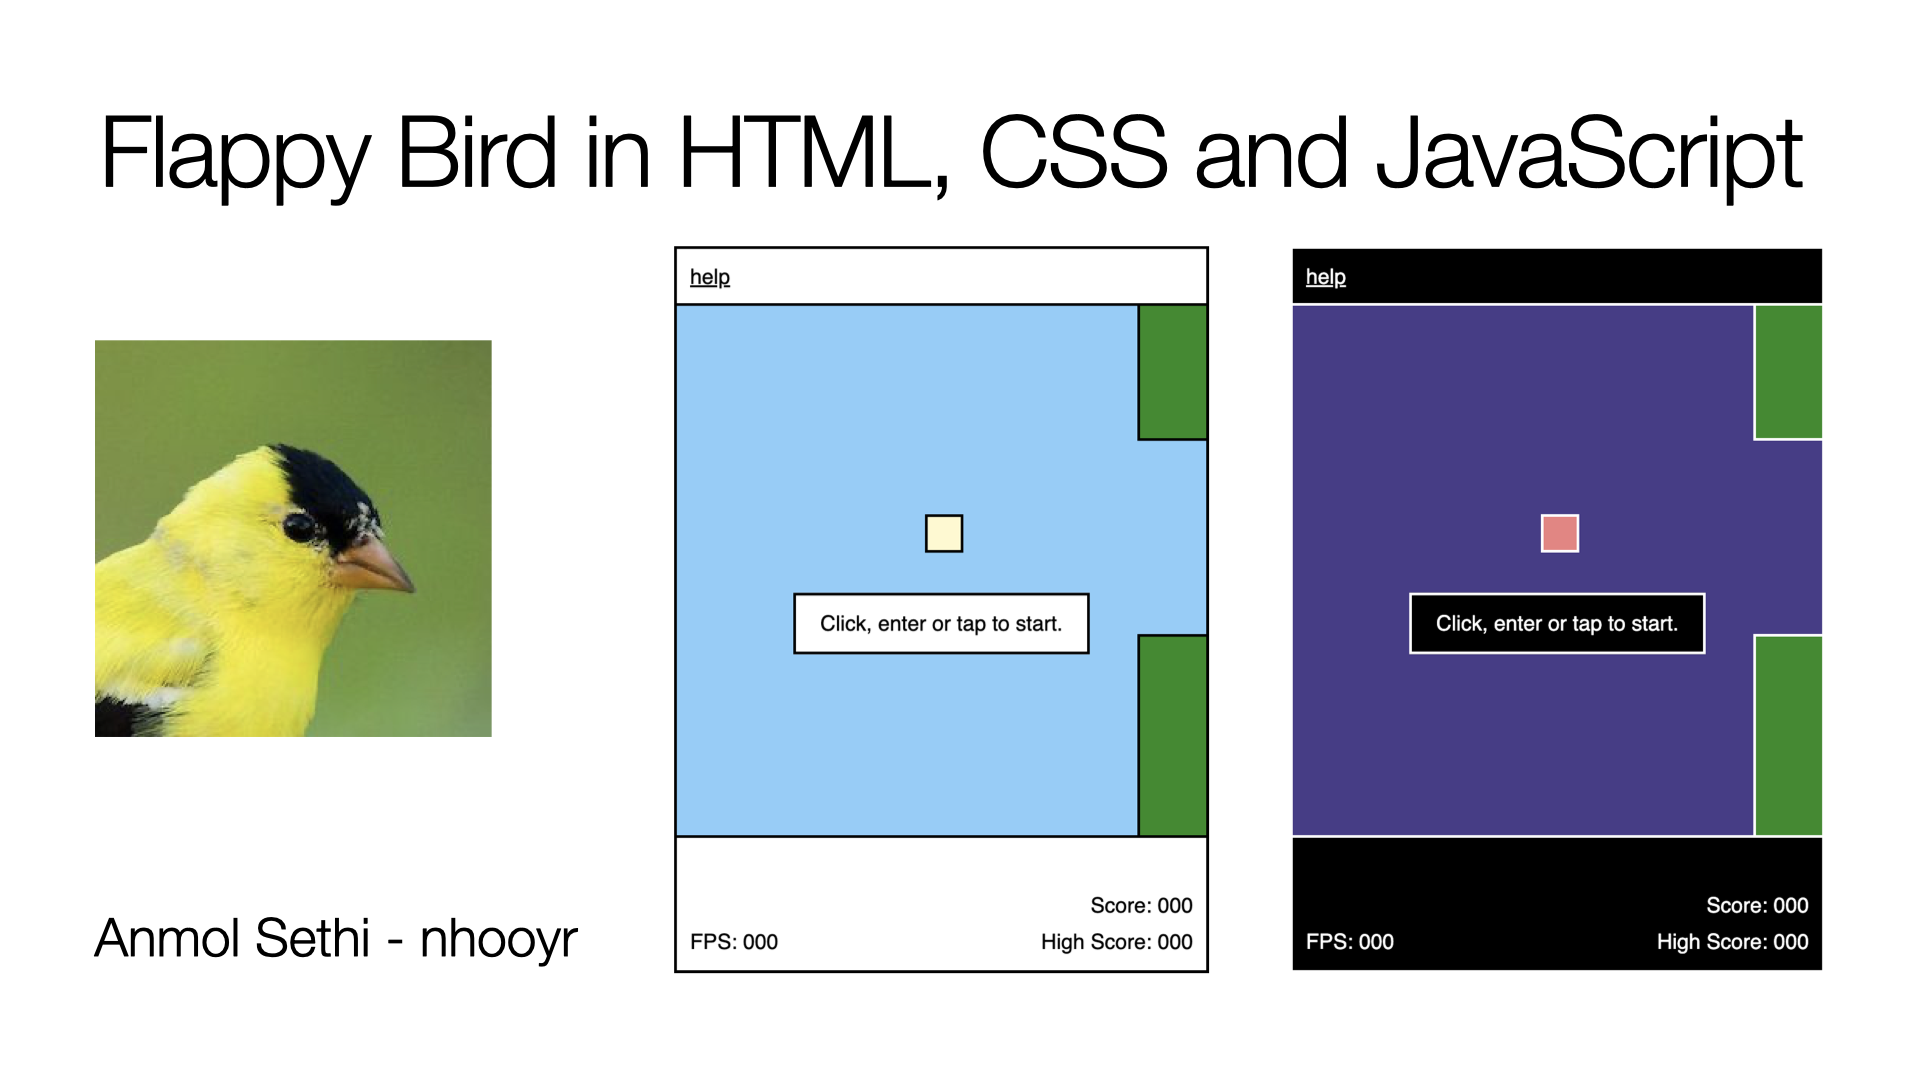 Flappy Bird in HTML, CSS and JavaScript
help
Click, enter or tap to start.
Score: 000
FPS: 000
High Score: 000
help
Click, enter or tap to start.
Score: 000
FPS: 000
High Score: 000
Anmol Sethi - nhooyr